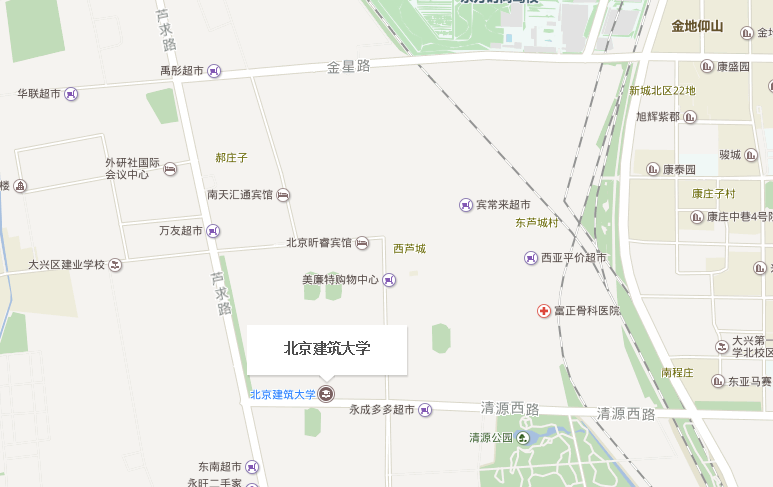 金地仰山
芦求路
金星路
禹彤超市
康盛园
华联超市
新城北区22地
旭辉紫郡
郝庄子
外研社国际
会议中心
骏城
康泰园
楼
南天汇通宾馆
康庄子村
宾常来超市
康庄中巷4号院
东芦城村
万友超市
北京昕睿宾馆
西芦城
西亚平价超市
大兴区建业学校
美廉特购物中心
芦求路
富正骨科医院
大兴第一
学北校区
北京建筑大学
南程庄
东亚马赛
北京建筑大学
永成多多超市
清源西路
清源西路
清源公园
东南超市
永旺二手家